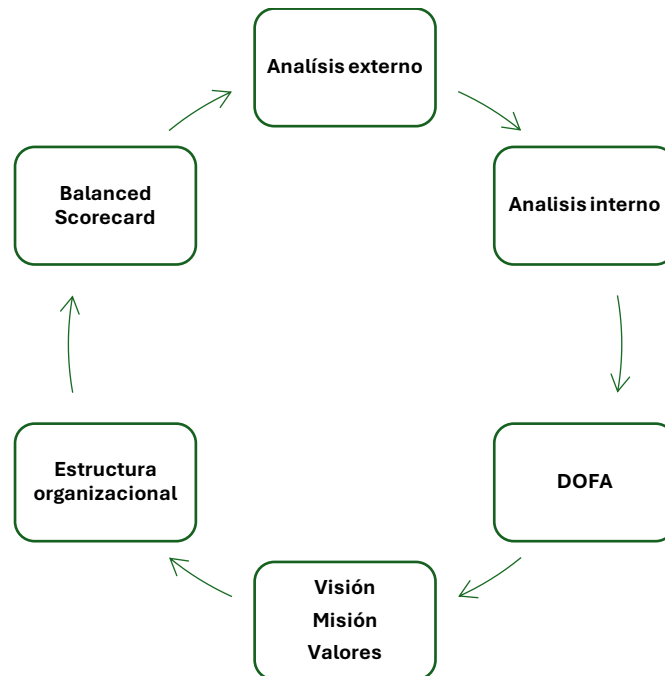 Analísis externo
Analisis interno
DOFA
Visión
Misión
Valores
Estructura
organizacional
Balanced
Scorecard